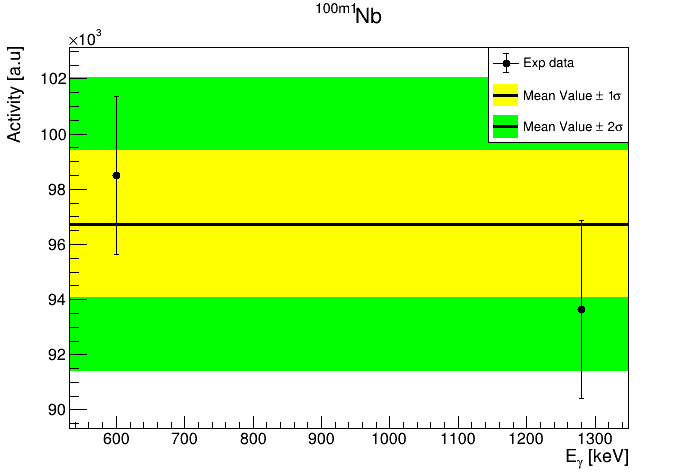 100m1Nb
×10³
Activity [a.u]
102
100
98
96
94
92
90
Exp data
Mean Value ± 1σ
Mean Value ± 2σ
600 700 800 900 1000 1100 1200 1300
Eγ [keV]